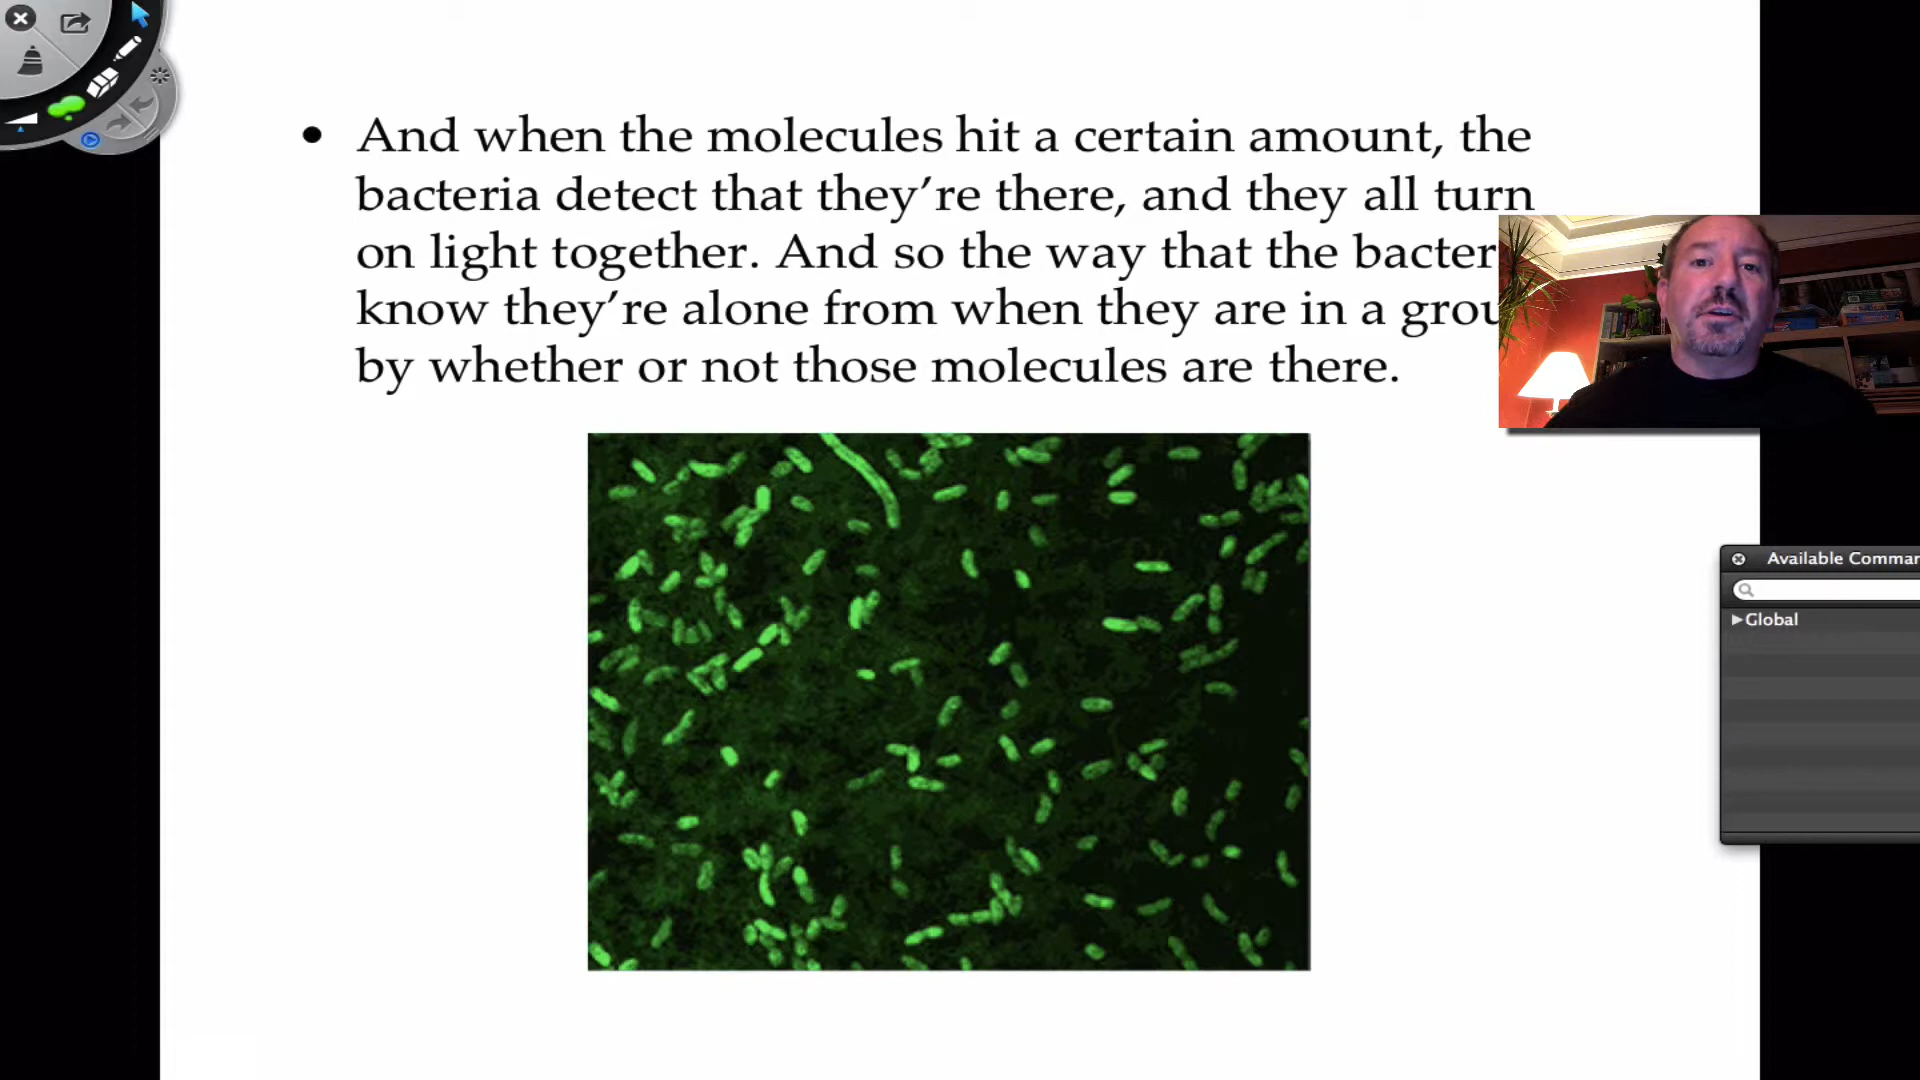 • And when the molecules hit a certain amount, the
bacteria detect that they’re there, and they all turn
on light together. And so the way that the bacter
know they’re alone from when they are in a grou
by whether or not those molecules are there.
Available Comman
Global